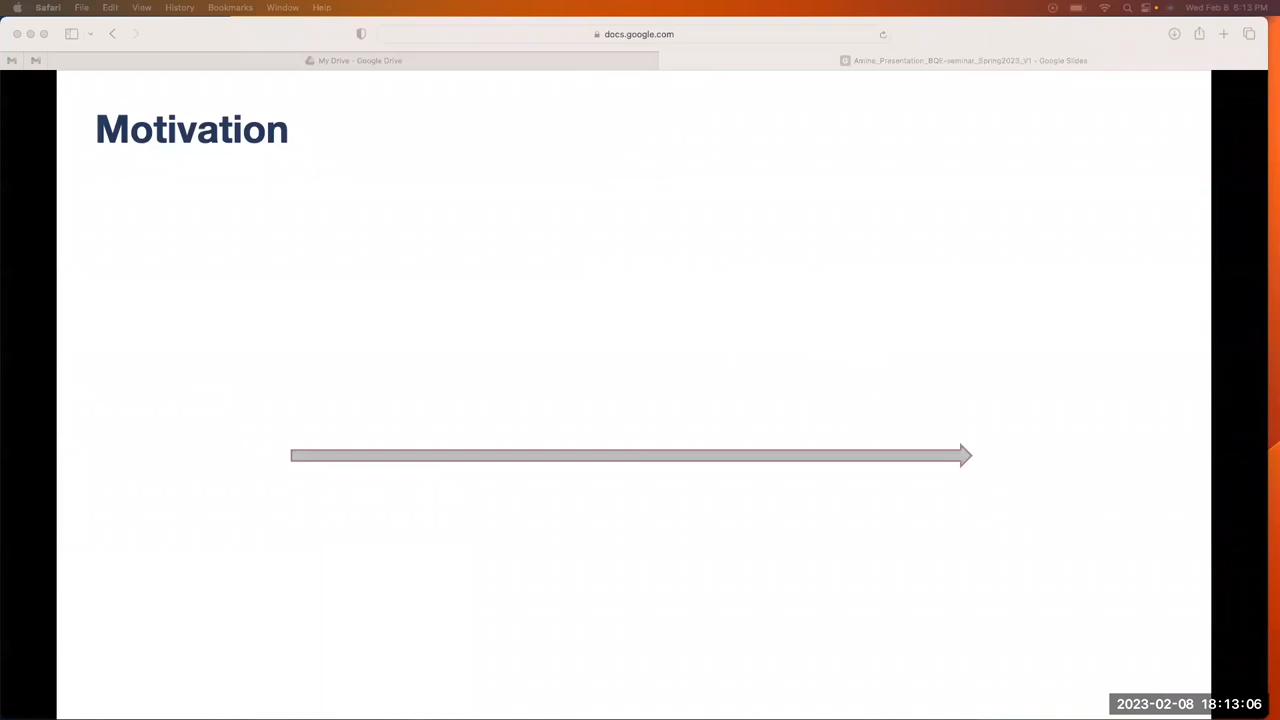 Safari File Edit View History Bookmarks Window Help Wed Feb 8 6:13 PM
docs.google.com
My Drive - Google Drive Amine_Presentation_BQE-seminar_Spring2023_V1 - Google Slides
Motivation
2023-02-08 18:13:06